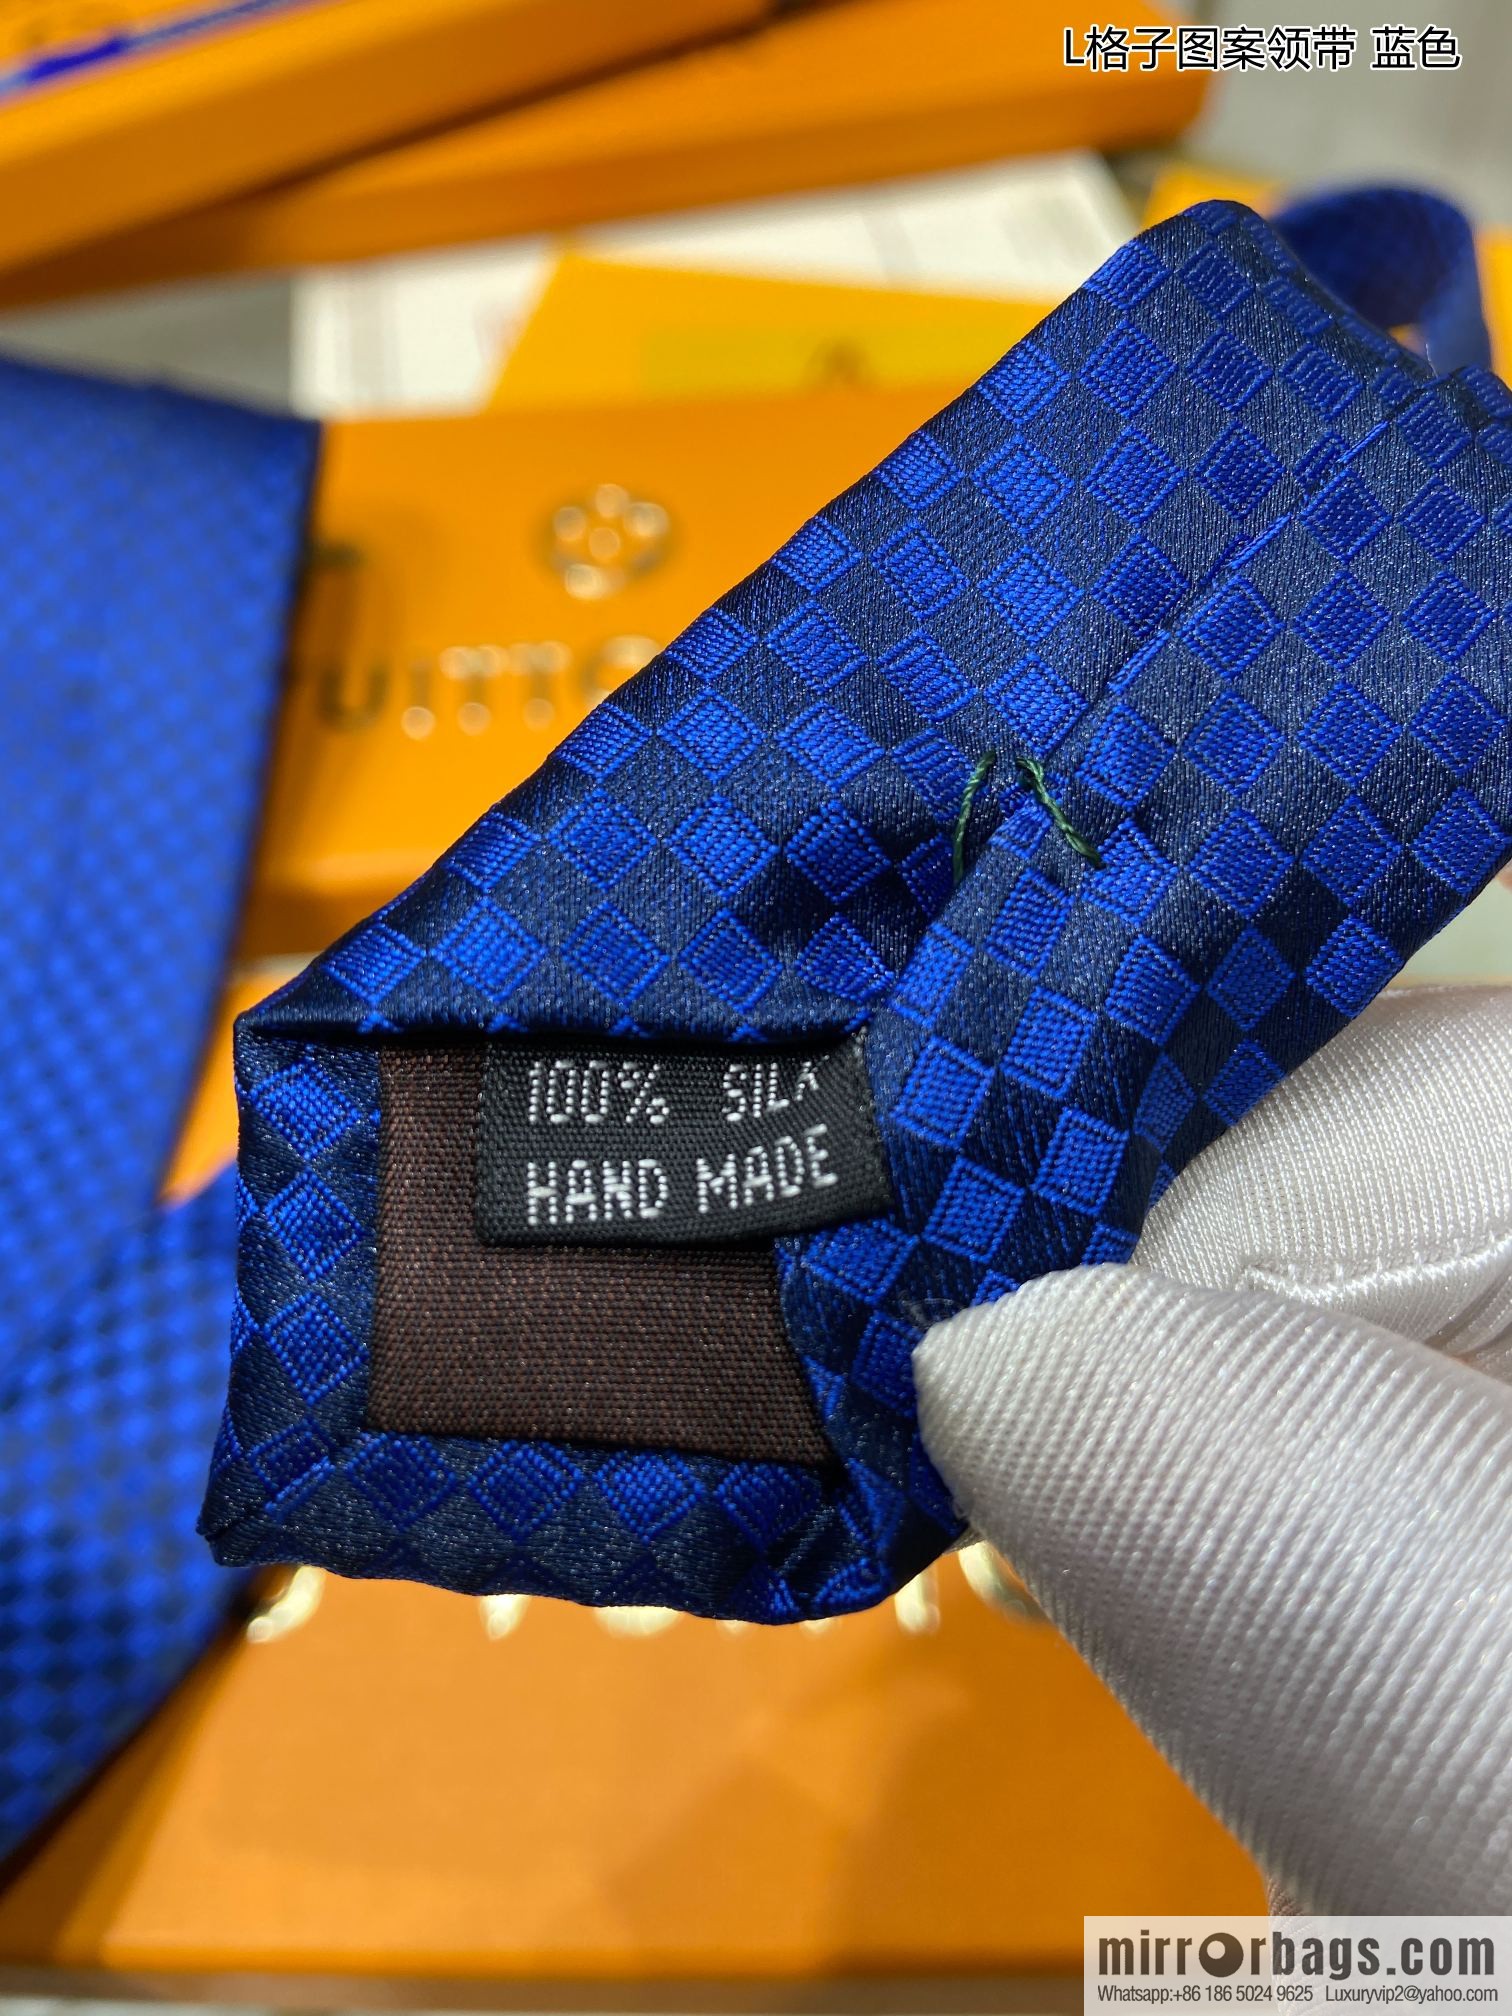 L格子图案领带 蓝色
UITTO
100% SILK
HAND MADE
mirrorbags.com
Whatsapp:+86 186 5024 9625 Luxuryvip2@yahoo.com